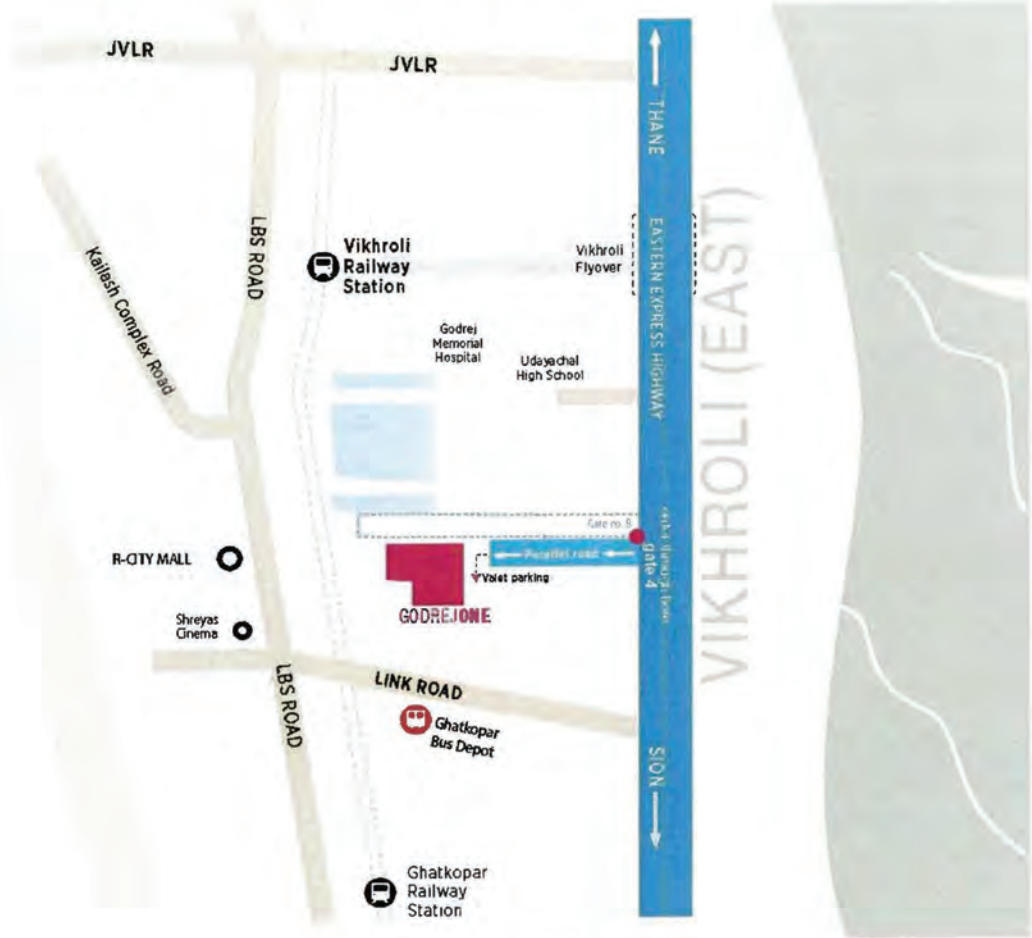 JVLR
JVLR
THANE
LBS ROAD
Kailash Complex Road
Vikhroli
Railway
Station
Vikhroli
Flyover
EASTERN EXPRESS HIGHWAY
VIKHROLI (EAST)
Godrej
Memorial
Hospital
Udayachal
High School
Gate no. 8
Parallel road
gate 4
Valet parking
R-CITY MALL
GODREJONE
Shreyas
Cinema
LBS ROAD
LINK ROAD
Ghatkopar
Bus Depot
SION
Ghatkopar
Railway
Station